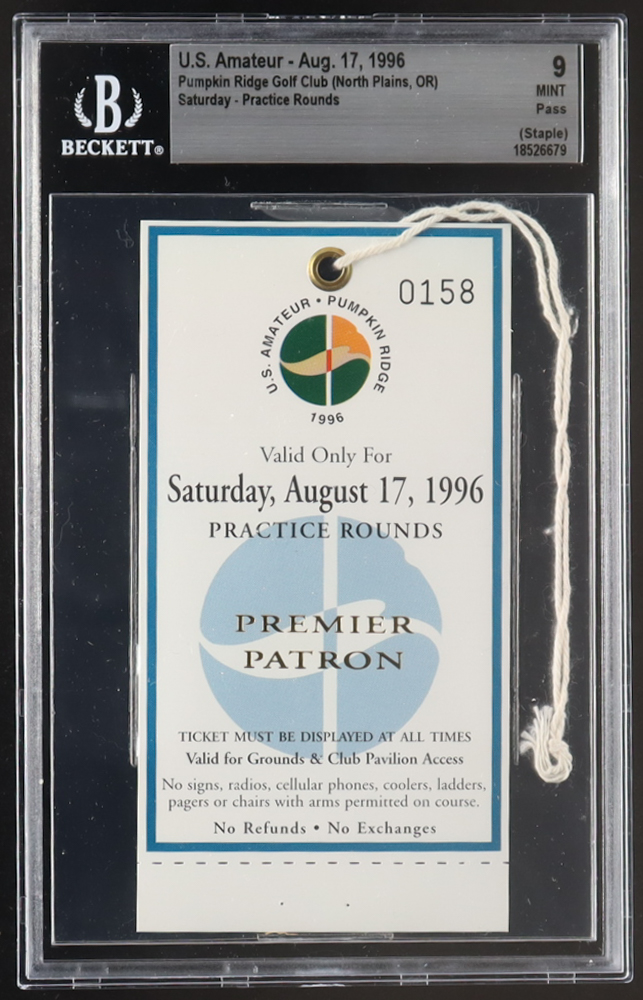 U.S. Amateur - Aug. 17, 1996
Pumpkin Ridge Golf Club (North Plains, OR)
Saturday - Practice Rounds
9
MINT
Pass
(Staple)
18526679
B
BECKETT®
0158
U.S. AMATEUR • PUMPKIN RIDGE
1996
Valid Only For
Saturday, August 17, 1996
PRACTICE ROUNDS
PREMIER
PATRON
TICKET MUST BE DISPLAYED AT ALL TIMES
Valid for Grounds & Club Pavilion Access
No signs, radios, cellular phones, coolers, ladders,
pagers or chairs with arms permitted on course.
No Refunds • No Exchanges